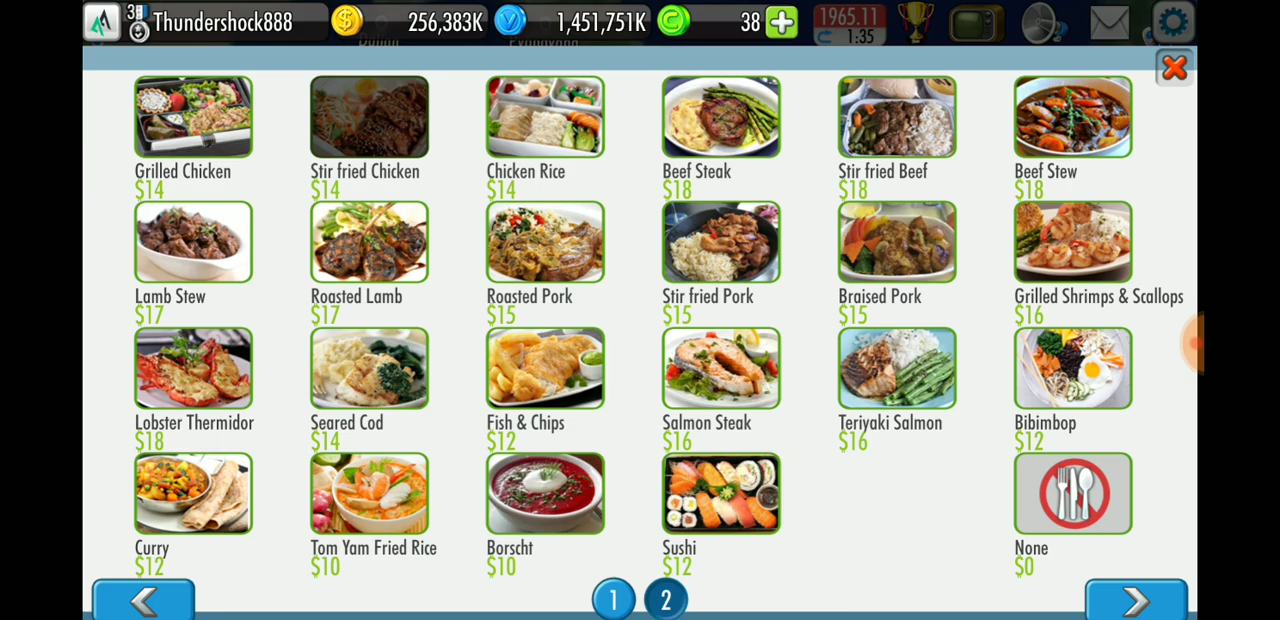 3 Thundershock888 256,383K 1,451,751K 38 1965.11
1:35
Grilled Chicken Stir fried Chicken Chicken Rice Beef Steak Stir fried Beef Beef Stew
$14 $14 $14 $18 $18 $18
Lamb Stew Roasted Lamb Roasted Pork Stir fried Pork Braised Pork Grilled Shrimps & Scallops
$17 $17 $15 $15 $15 $16
Lobster Thermidor Seared Cod Fish & Chips Salmon Steak Teriyaki Salmon Bibimbop
$18 $14 $12 $16 $16 $12
Curry Tom Yam Fried Rice Borscht Sushi None
$12 $10 $10 $12 $0
1 2